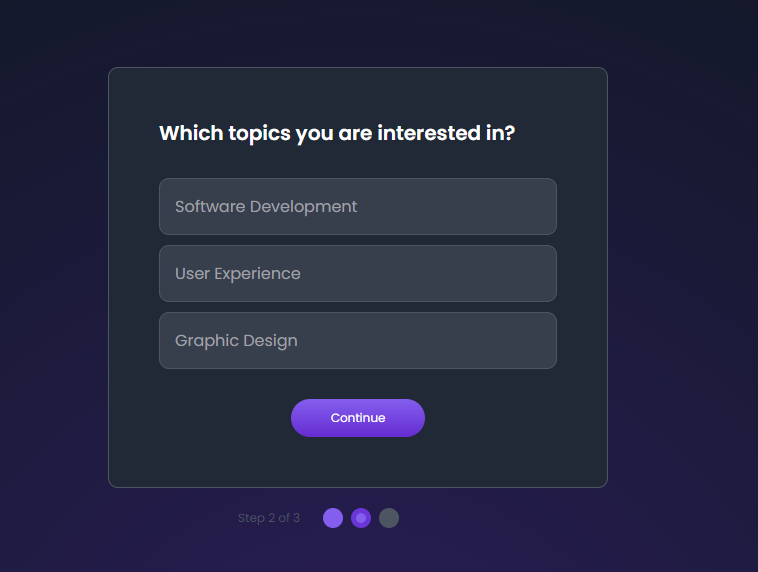 Which topics you are interested in?
Software Development
User Experience
Graphic Design
Continue
Step 2 of 3